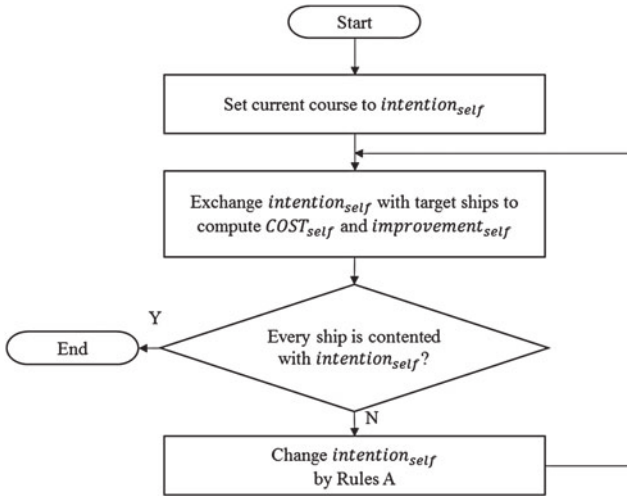 Start
Set current course to intention_self
Exchange intention_self with target ships to
compute COST_self and improvement_self
Y
End
Every ship is contented
with intention_self?
N
Change intention_self
by Rules A